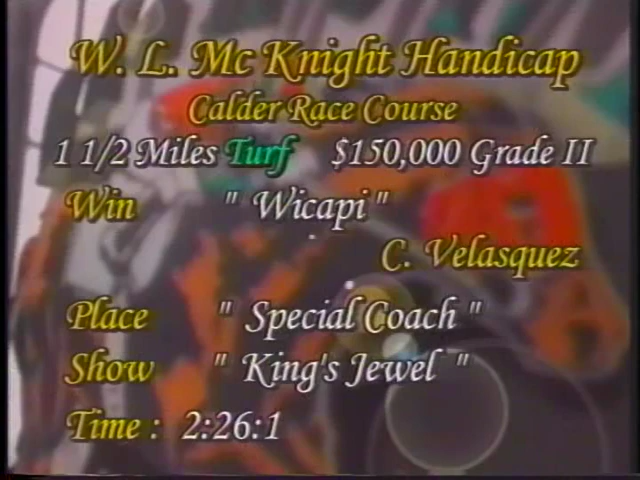 W. L. Mc Knight Handicap
Calder Race Course
1 1/2 Miles Turf $150,000 Grade II
Win " Wicapi "
C. Velasquez
Place " Special Coach "
Show " King's Jewel "
Time : 2:26:1